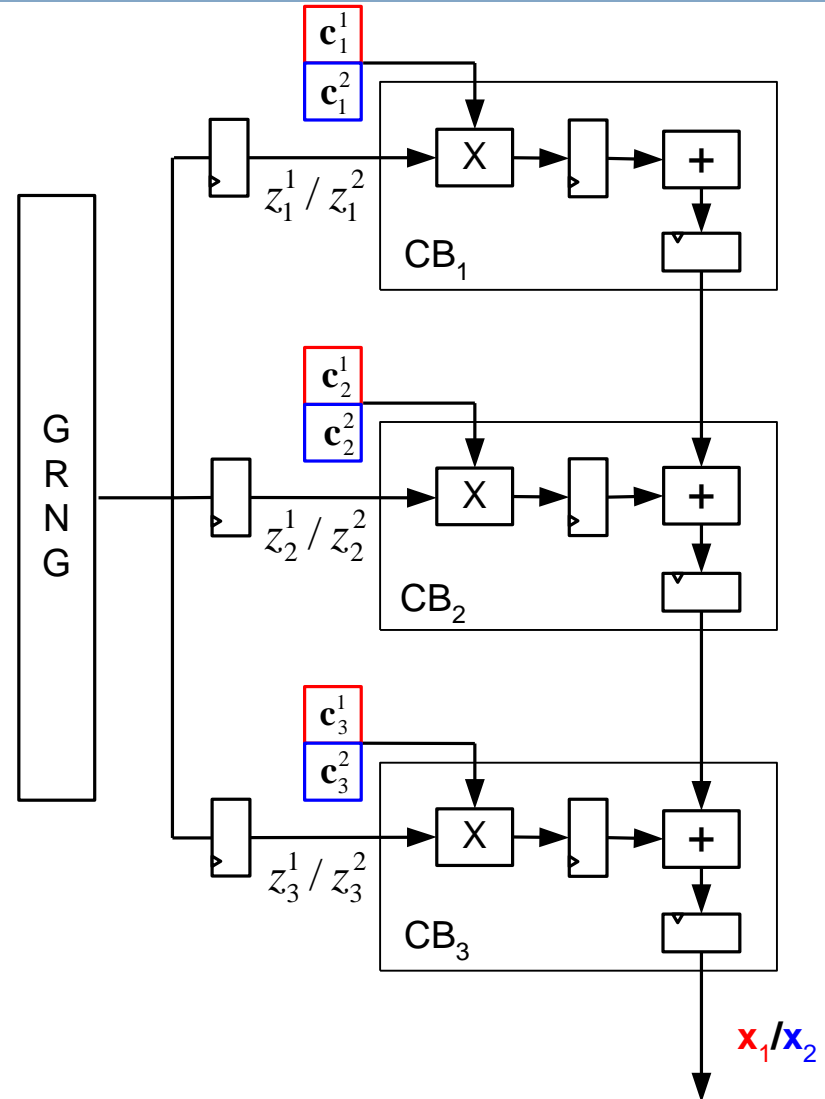 c₁¹
c₁²
X
+
z₁¹ / z₁²
CB₁
c₂¹
c₂²
G
R
N
G
X
+
z₂¹ / z₂²
CB₂
c₃¹
c₃²
X
+
z₃¹ / z₃²
CB₃
x₁/x₂